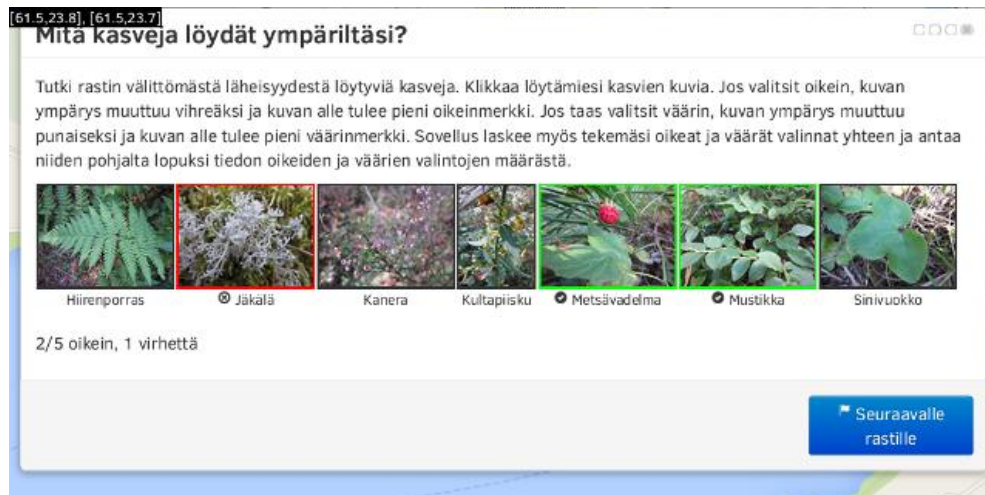 [61.5,23.8], [61.5,23.7]
Mitä kasveja löydät ympäriltäsi?
Tutki rastin välittömästä läheisyydestä löytyviä kasveja. Klikkaa löytämiesi kasvien kuvia. Jos valitsit oikein, kuvan
ympärys muuttuu vihreäksi ja kuvan alle tulee pieni oikeinmerkki. Jos taas valitsit väärin, kuvan ympärys muuttuu
punaiseksi ja kuvan alle tulee pieni väärinmerkki. Sovellus laskee myös tekemäsi oikeat ja väärät valinnat yhteen ja antaa
niiden pohjalta lopuksi tiedon oikeiden ja väärien valintojen määrästä.
Hiirenporras Jäkälä Kanera Kultapiisku Metsävadelma Mustikka Sinivuokko
2/5 oikein, 1 virhettä
Seuraavalle
rastille